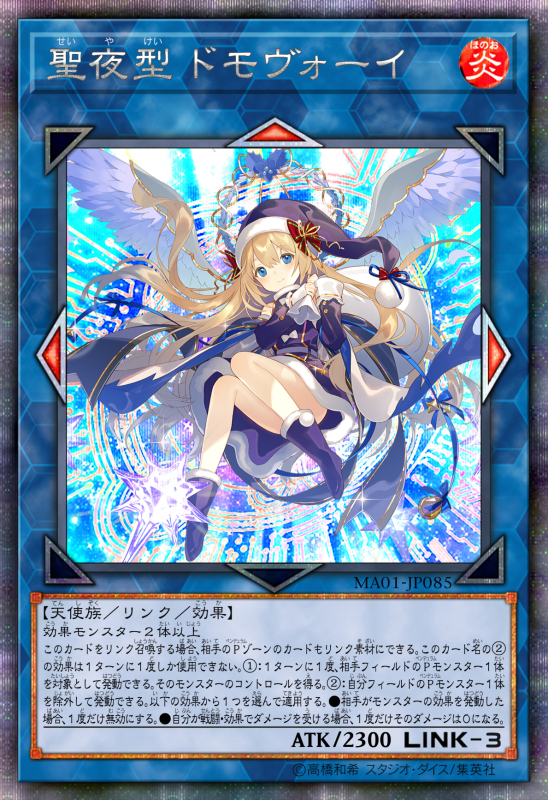 聖夜型 ドモヴォーイ
炎
MA01-JP085
【天使族／リンク／効果】
効果モンスター２体以上
このカードをリンク召喚する場合、相手のＰゾーンのカードもリンク素材にできる。このカード名の②
の効果は１ターンに１度しか使用できない。①：１ターンに１度、相手フィールドのＰモンスター１体
を対象として発動できる。そのモンスターのコントロールを得る。②：自分フィールドのＰモンスター１体
を除外して発動できる。以下の効果から１つを選んで適用する。●相手がモンスターの効果を発動した
場合、１度だけ無効にする。●自分が戦闘・効果でダメージを受ける場合、１度だけそのダメージは０になる。
ATK/2300 LINK-3
©高橋和希 スタジオ・ダイス/集英社